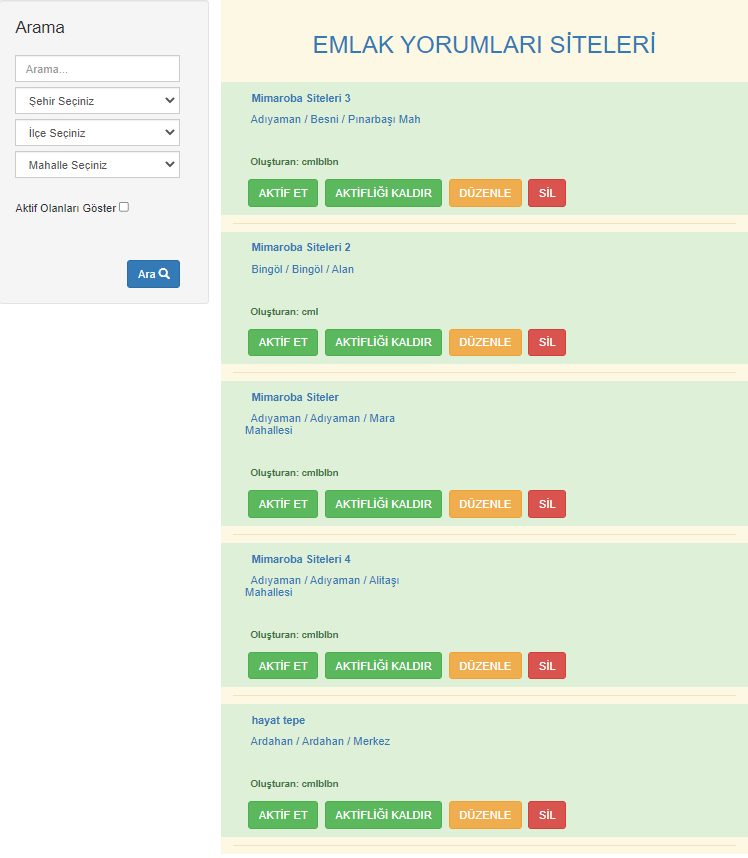 Arama
Arama...
Şehir Seçiniz
İlçe Seçiniz
Mahalle Seçiniz
Aktif Olanları Göster
Ara
EMLAK YORUMLARI SİTELERİ
Mimaroba Siteleri 3
Adıyaman / Besni / Pınarbaşı Mah
Oluşturan: cmlblbn
AKTİF ET AKTİFLİĞİ KALDIR DÜZENLE SİL
Mimaroba Siteleri 2
Bingöl / Bingöl / Alan
Oluşturan: cml
AKTİF ET AKTİFLİĞİ KALDIR DÜZENLE SİL
Mimaroba Siteler
Adıyaman / Adıyaman / Mara
Mahallesi
Oluşturan: cmlblbn
AKTİF ET AKTİFLİĞİ KALDIR DÜZENLE SİL
Mimaroba Siteleri 4
Adıyaman / Adıyaman / Alitaşı
Mahallesi
Oluşturan: cmlblbn
AKTİF ET AKTİFLİĞİ KALDIR DÜZENLE SİL
hayat tepe
Ardahan / Ardahan / Merkez
Oluşturan: cmlblbn
AKTİF ET AKTİFLİĞİ KALDIR DÜZENLE SİL